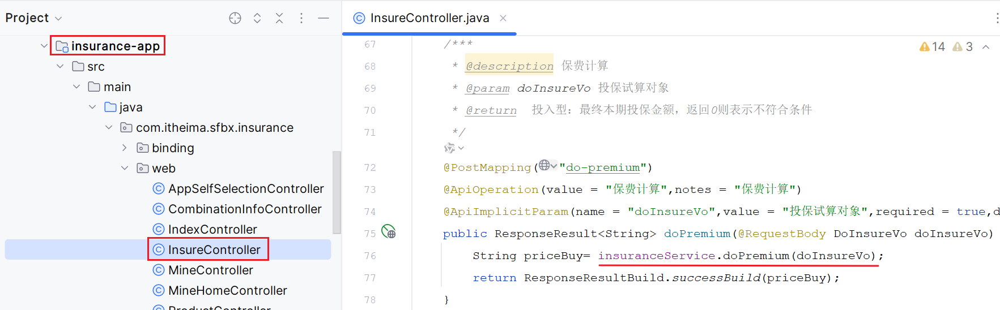 Project
insurance-app
src
main
java
com.itheima.sfbx.insurance
binding
web
AppSelfSelectionController
CombinationInfoController
IndexController
InsureController
MineController
MineHomeController
ProductController
InsureController.java
14 3
67 /***
68 * @description 保费计算
69 * @param doInsureVo 投保试算对象
70 * @return 投入型：最终本期投保金额，返回0则表示不符合条件
71 */
72 @PostMapping("do-premium")
73 @ApiOperation(value = "保费计算",notes = "保费计算")
74 @ApiImplicitParam(name = "doInsureVo",value = "投保试算对象",required = true,d
75 public ResponseResult<String> doPremium(@RequestBody DoInsureVo doInsureVo)
76 String priceBuy= insuranceService.doPremium(doInsureVo);
77 return ResponseResultBuild.successBuild(priceBuy);
78 }